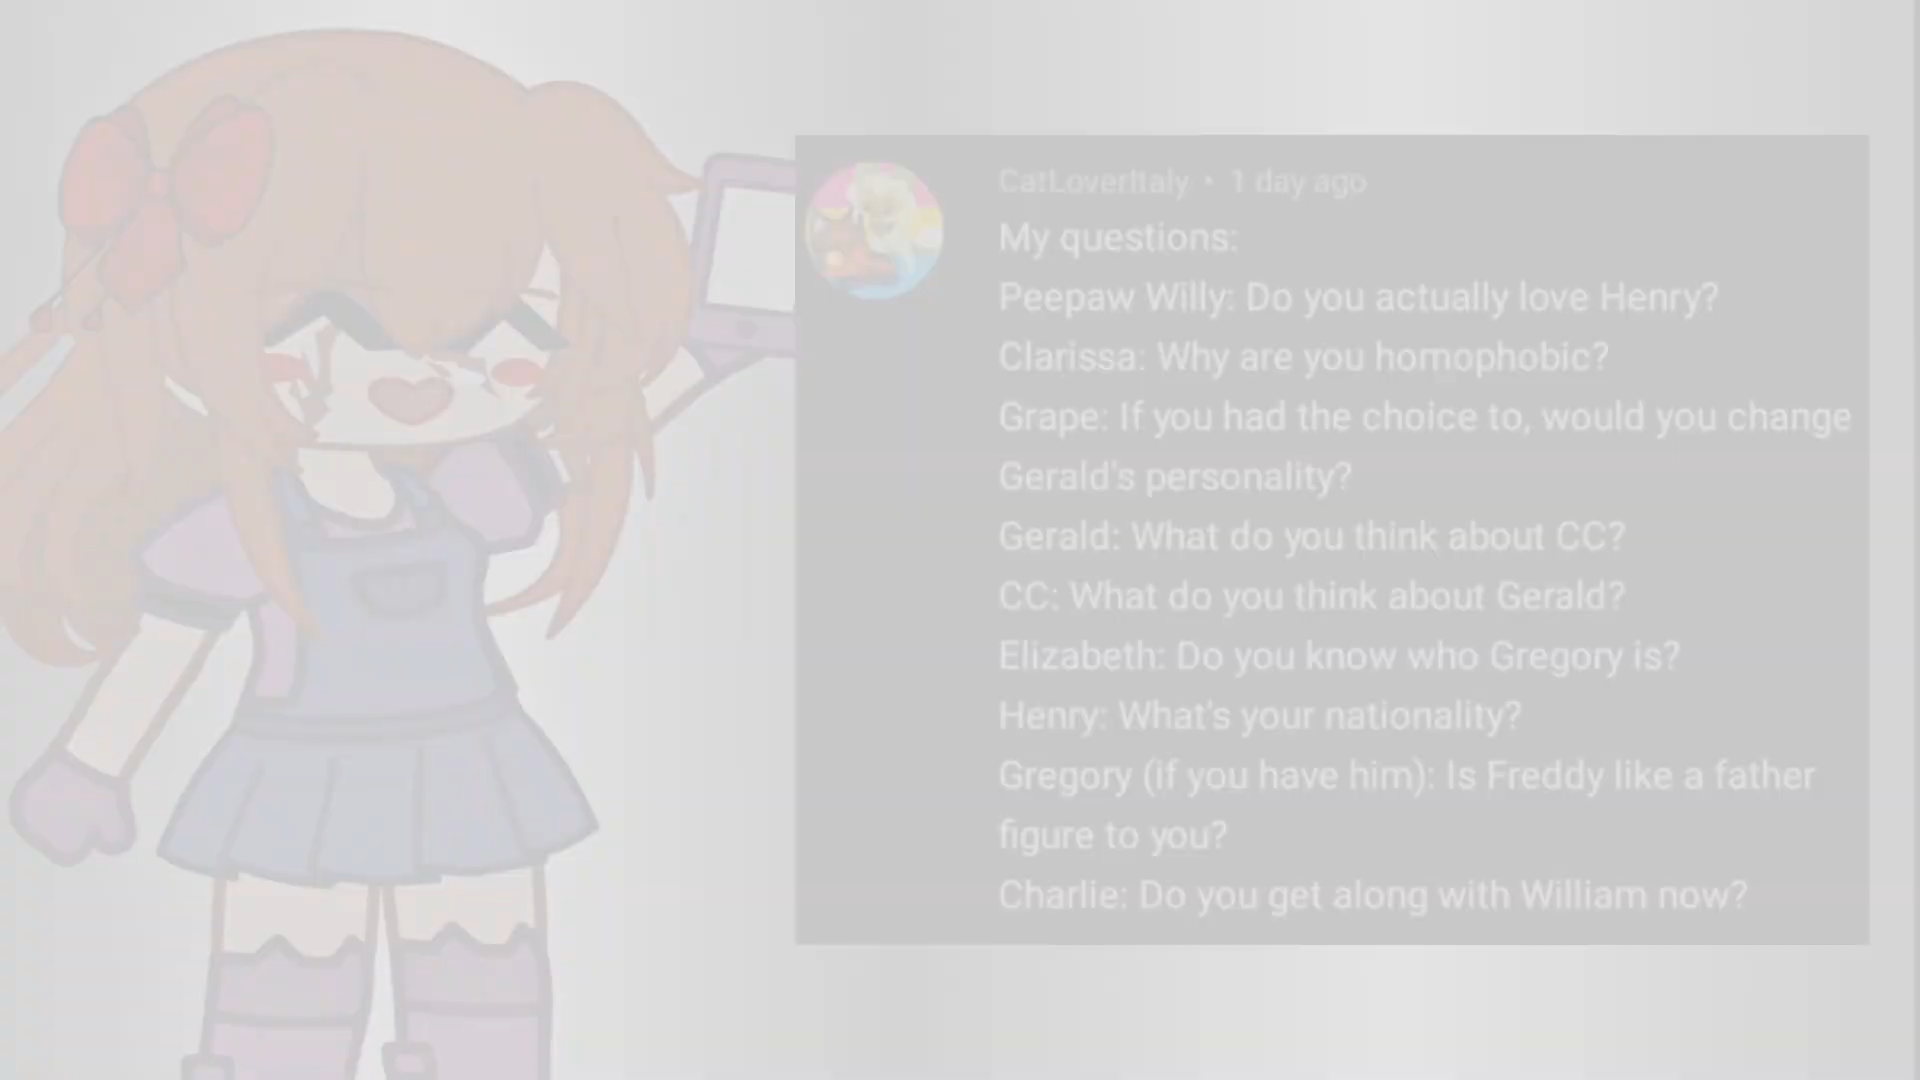 CatLoverItaly • 1 day ago
My questions:
Peepaw Willy: Do you actually love Henry?
Clarissa: Why are you homophobic?
Grape: If you had the choice to, would you change
Gerald's personality?
Gerald: What do you think about CC?
CC: What do you think about Gerald?
Elizabeth: Do you know who Gregory is?
Henry: What's your nationality?
Gregory (if you have him): Is Freddy like a father
figure to you?
Charlie: Do you get along with William now?